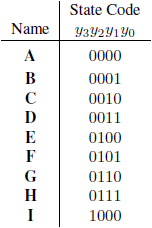 State Code
Name y3y2y1y0
A 0000
B 0001
C 0010
D 0011
E 0100
F 0101
G 0110
H 0111
I 1000